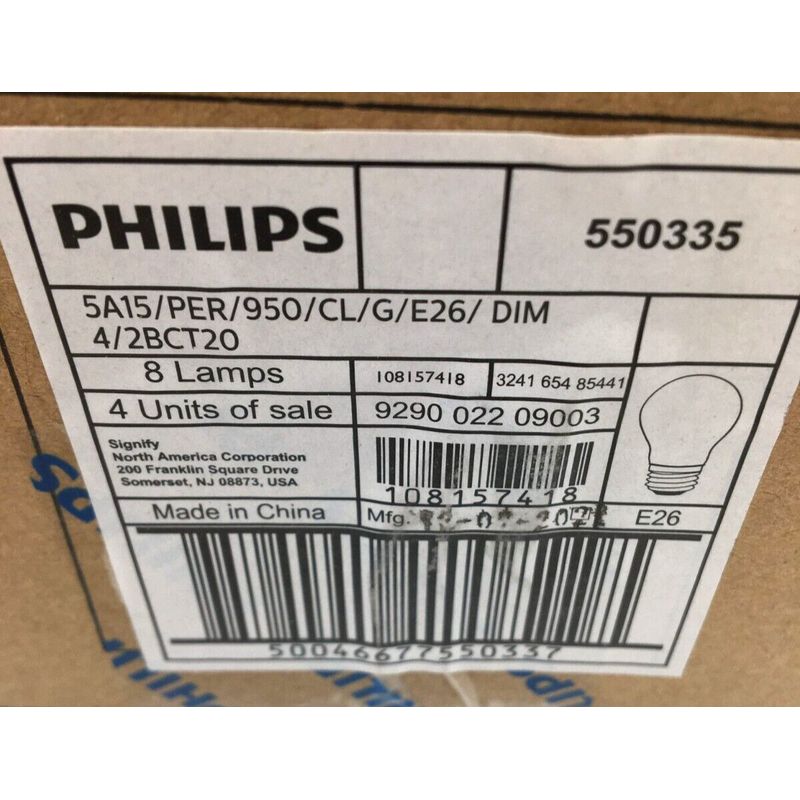 PHILIPS
550335
5A15/PER/950/CL/G/E26/ DIM
4/2BCT20
8 Lamps
108157418
3241 654 85441
4 Units of sale
9290 022 09003
Signify
North America Corporation
200 Franklin Square Drive
Somerset, NJ 08873, USA
108157418
Made in China
Mfg.
E26
50046677550337